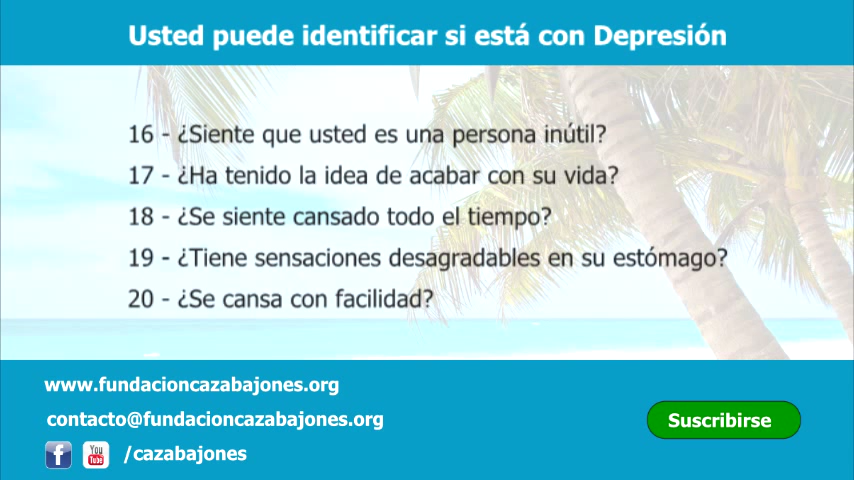 Usted puede identificar si está con Depresión
16 - ¿Siente que usted es una persona inútil?
17 - ¿Ha tenido la idea de acabar con su vida?
18 - ¿Se siente cansado todo el tiempo?
19 - ¿Tiene sensaciones desagradables en su estómago?
20 - ¿Se cansa con facilidad?
www.fundacioncazabajones.org
contacto@fundacioncazabajones.org
Suscribirse
f You Tube /cazabajones